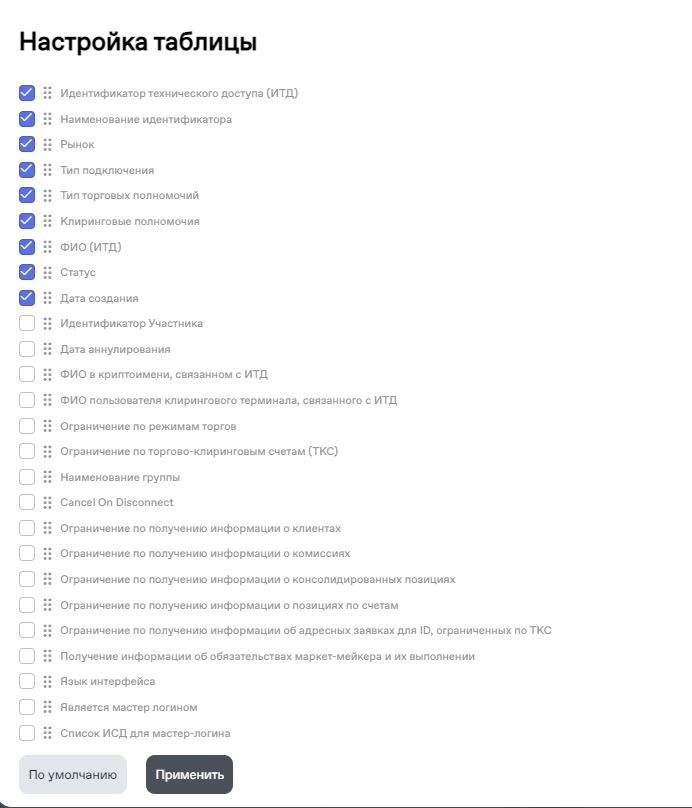 Настройка таблицы
Идентификатор технического доступа (ИТД)
Наименование идентификатора
Рынок
Тип подключения
Тип торговых полномочий
Клиринговые полномочия
ФИО (ИТД)
Статус
Дата создания
Идентификатор Участника
Дата аннулирования
ФИО в криптоимени, связанном с ИТД
ФИО пользователя клирингового терминала, связанного с ИТД
Ограничение по режимам торгов
Ограничение по торгово-клиринговым счетам (ТКС)
Наименование группы
Cancel On Disconnect
Ограничение по получению информации о клиентах
Ограничение по получению информации о комиссиях
Ограничение по получению информации о консолидированных позициях
Ограничение по получению информации о позициях по счетам
Ограничение по получению информации об адресных заявках для ID, ограниченных по ТКС
Получение информации об обязательствах маркет-мейкера и их выполнении
Язык интерфейса
Является мастер логином
Список ИСД для мастер-логина
По умолчанию Применить